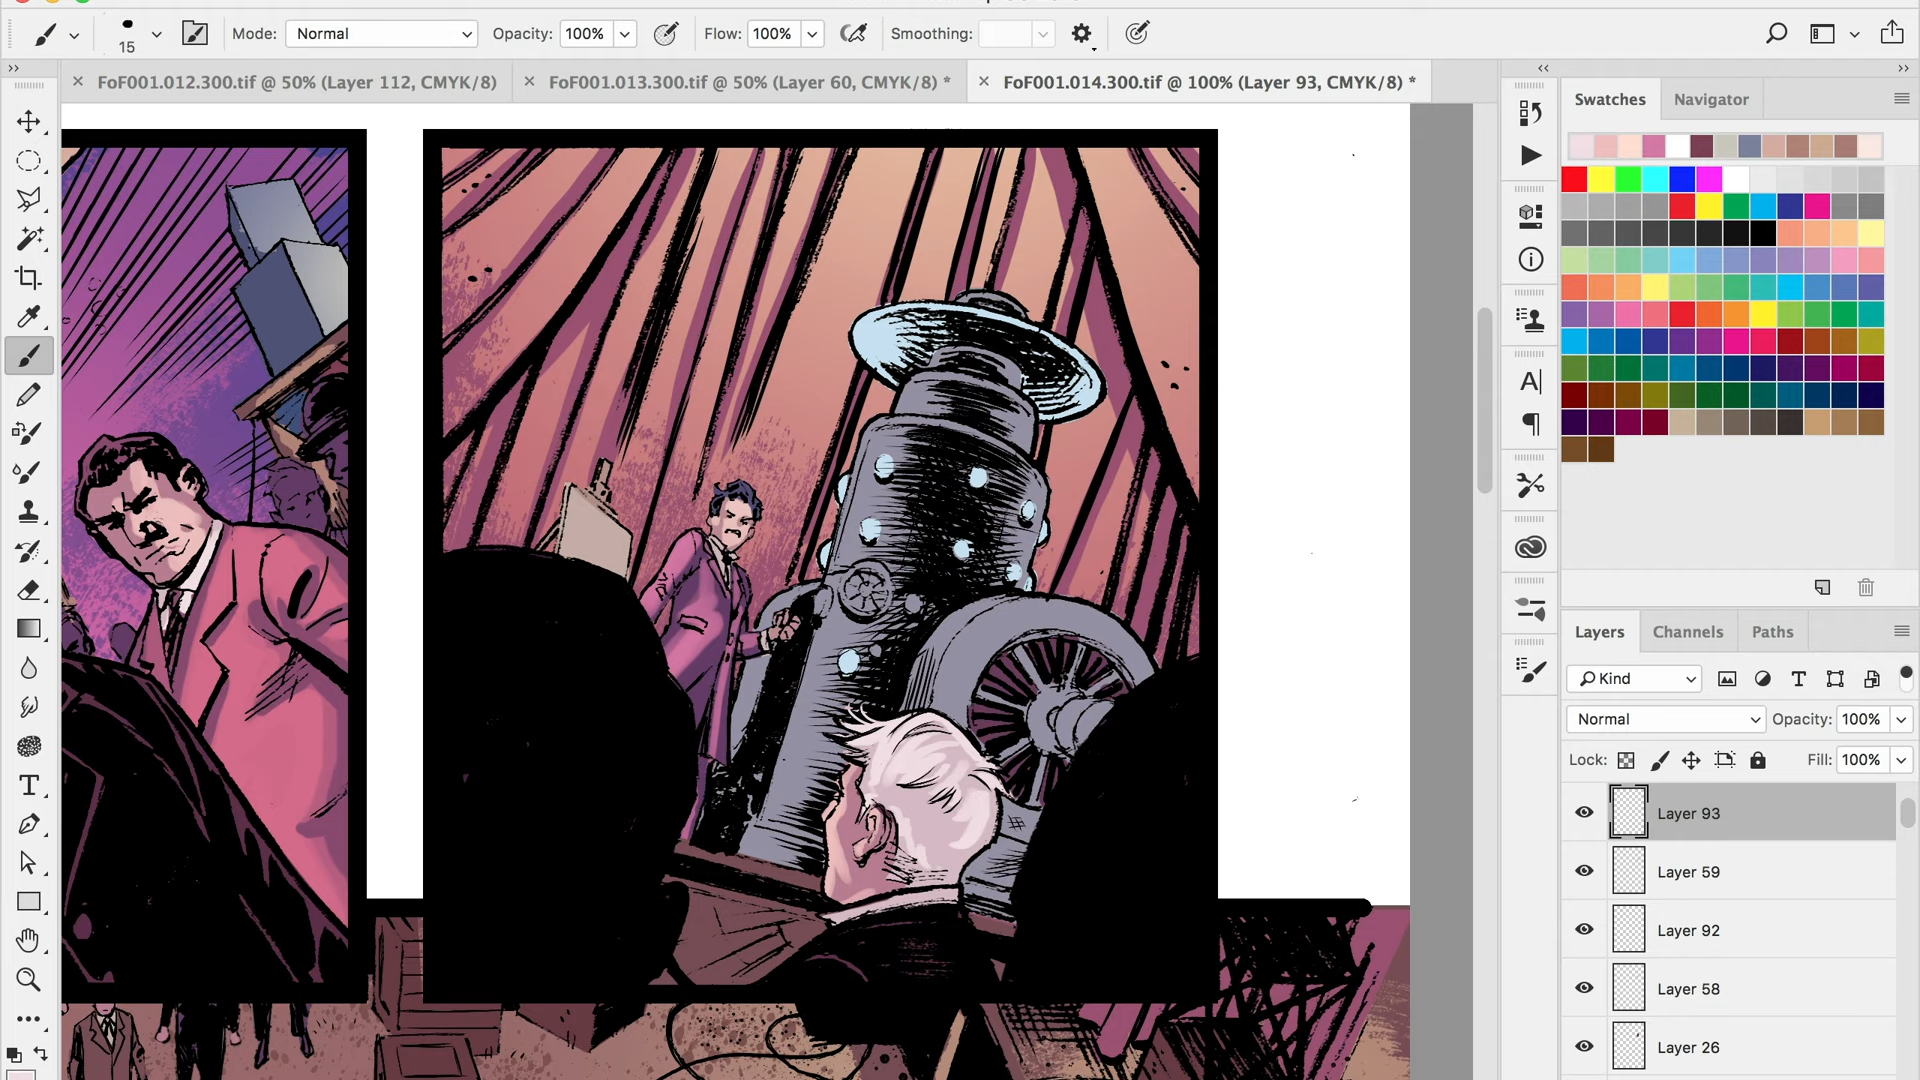 15
Mode:
Normal
Opacity:
100%
Flow:
100%
Smoothing:
FoF001.012.300.tif @ 50% (Layer 112, CMYK/8)
FoF001.013.300.tif @ 50% (Layer 60, CMYK/8) *
FoF001.014.300.tif @ 100% (Layer 93, CMYK/8) *
Swatches
Navigator
Layers
Channels
Paths
Kind
Normal
Opacity:
100%
Lock:
Fill:
100%
Layer 93
Layer 59
Layer 92
Layer 58
Layer 26